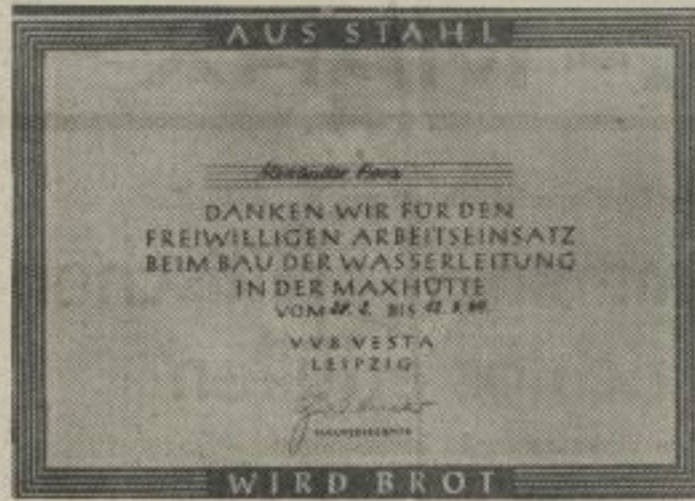 AUS STAHL
DANKEN WIR FÜR DEN
FREIWILLIGEN ARBEITSEINSATZ
BEIM BAU DER WASSERLEITUNG
IN DER MAXHÜTTE
VOM BIS
VVB VESTA
LEIPZIG
WIRD BROT